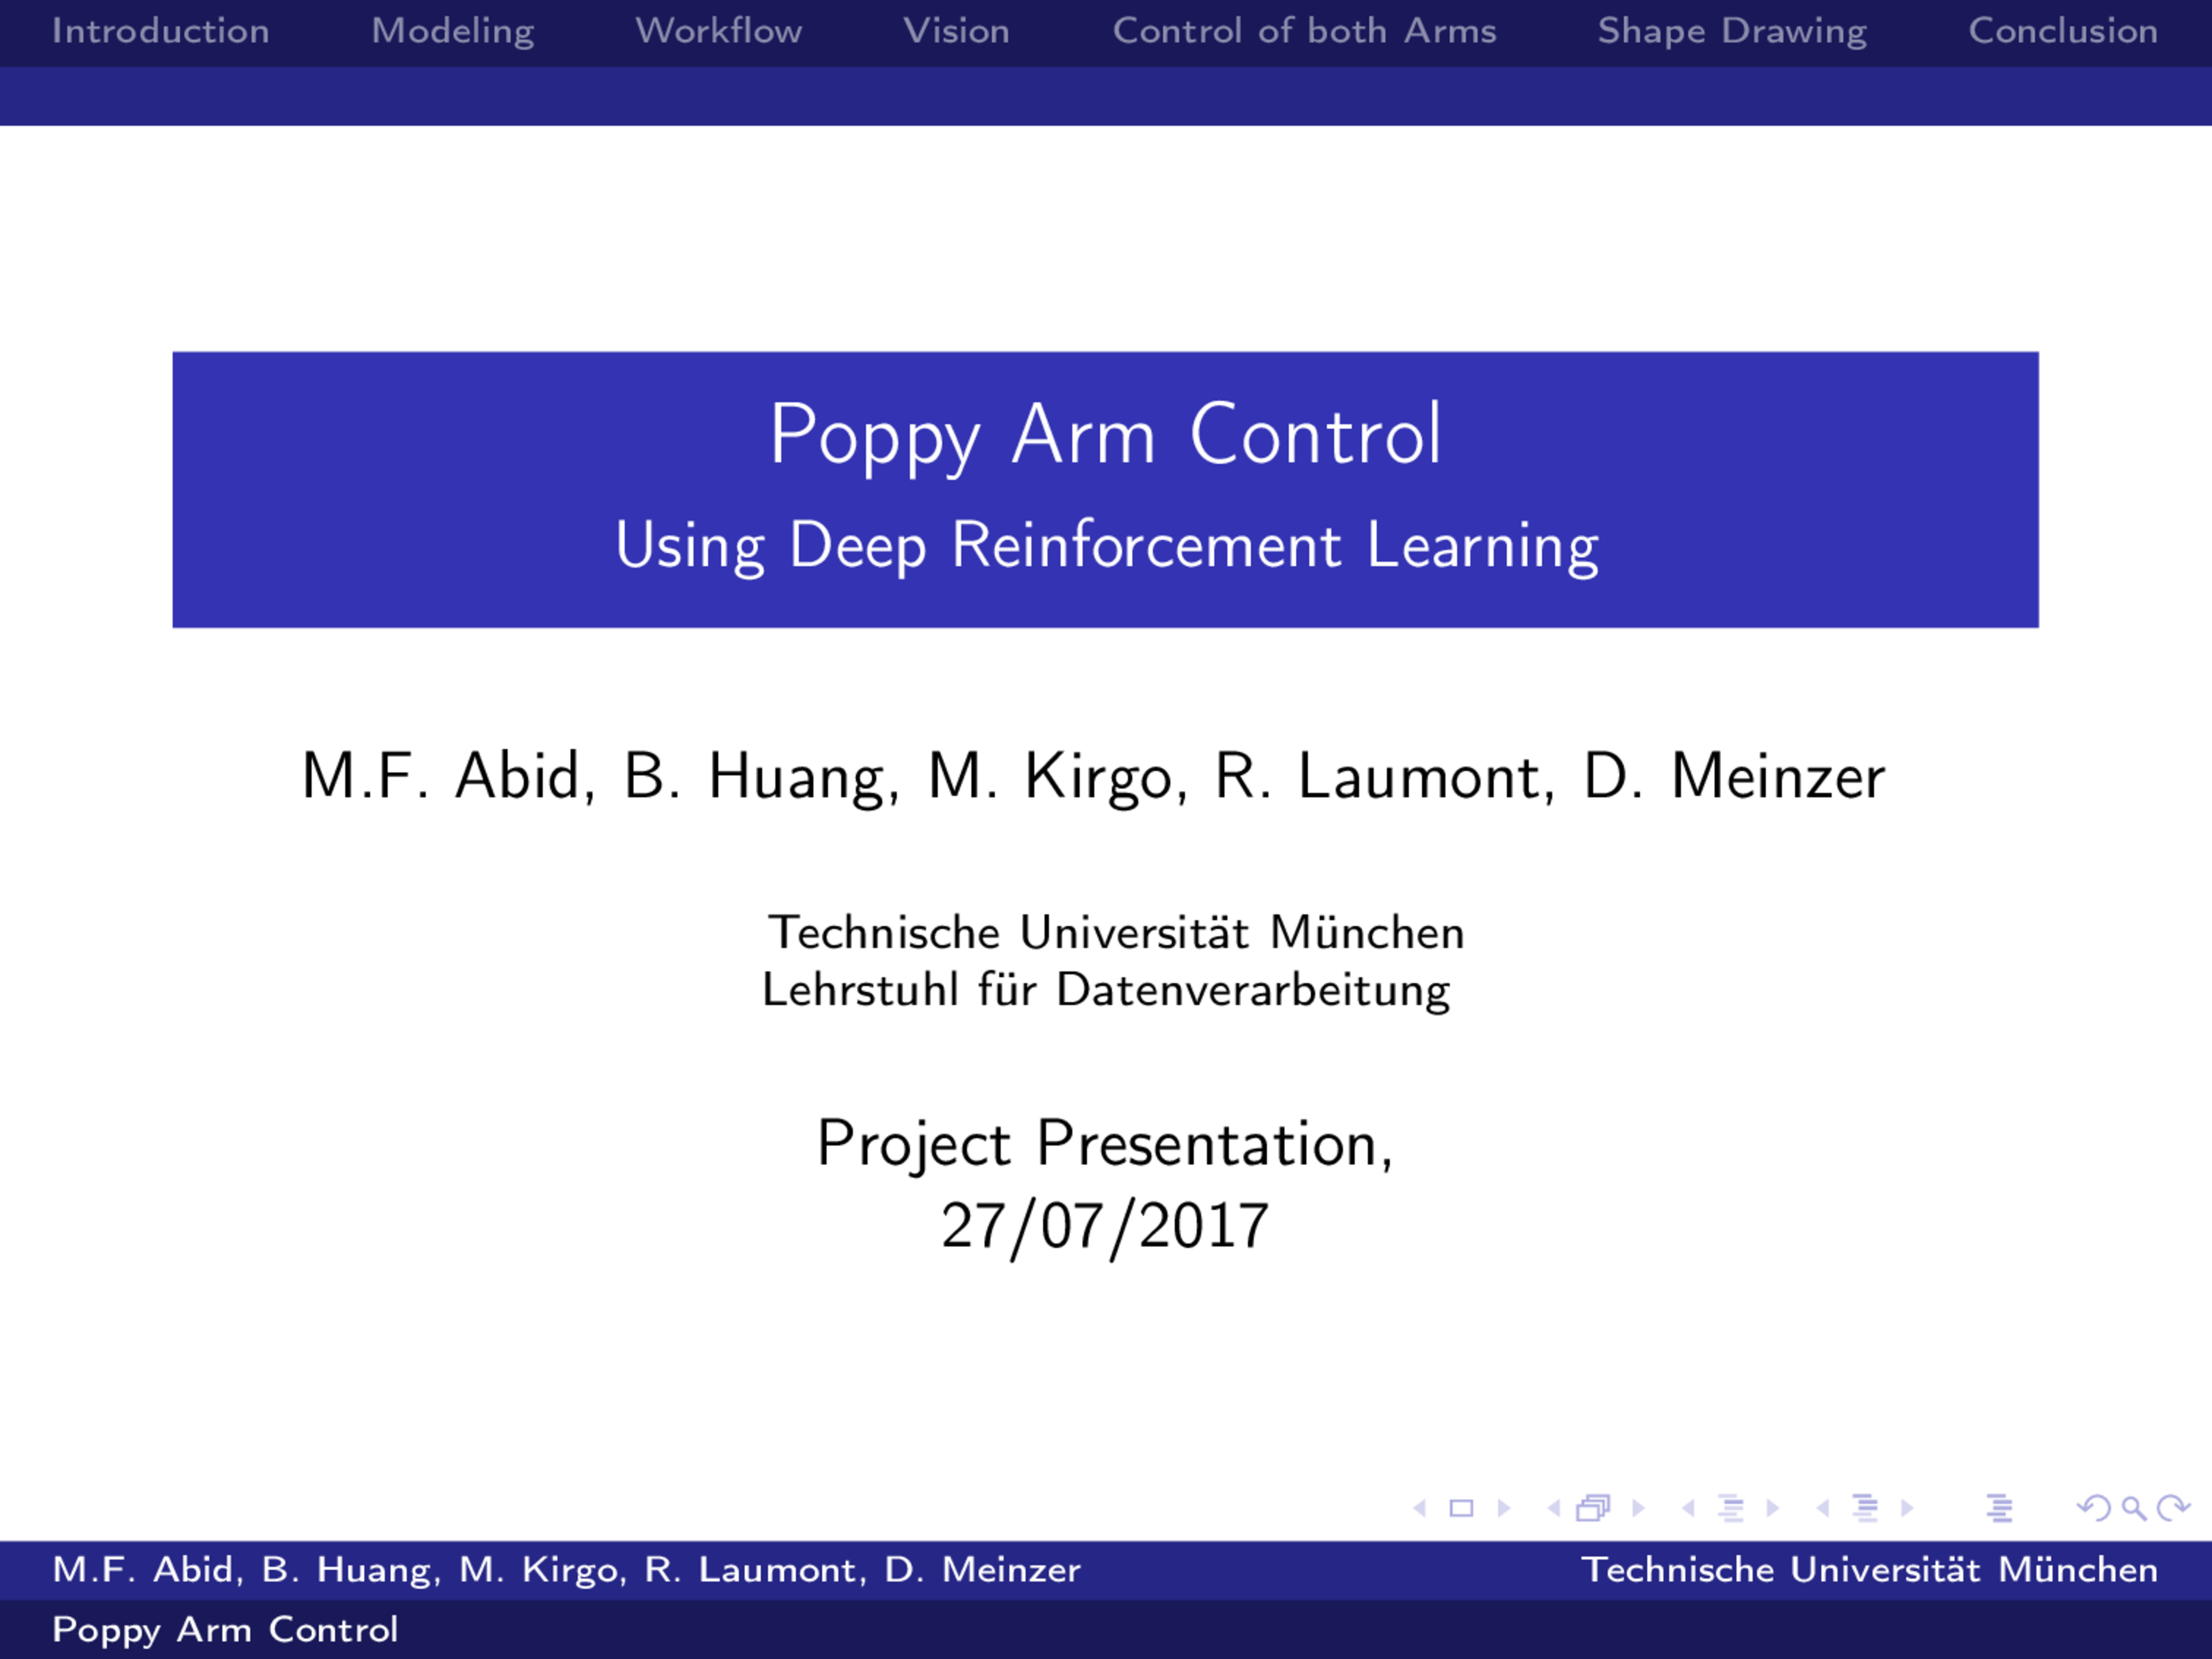 Introduction Modeling Workflow Vision Control of both Arms Shape Drawing Conclusion
Poppy Arm Control
Using Deep Reinforcement Learning
M.F. Abid, B. Huang, M. Kirgo, R. Laumont, D. Meinzer
Technische Universität München
Lehrstuhl für Datenverarbeitung
Project Presentation,
27/07/2017
M.F. Abid, B. Huang, M. Kirgo, R. Laumont, D. Meinzer Technische Universität München
Poppy Arm Control